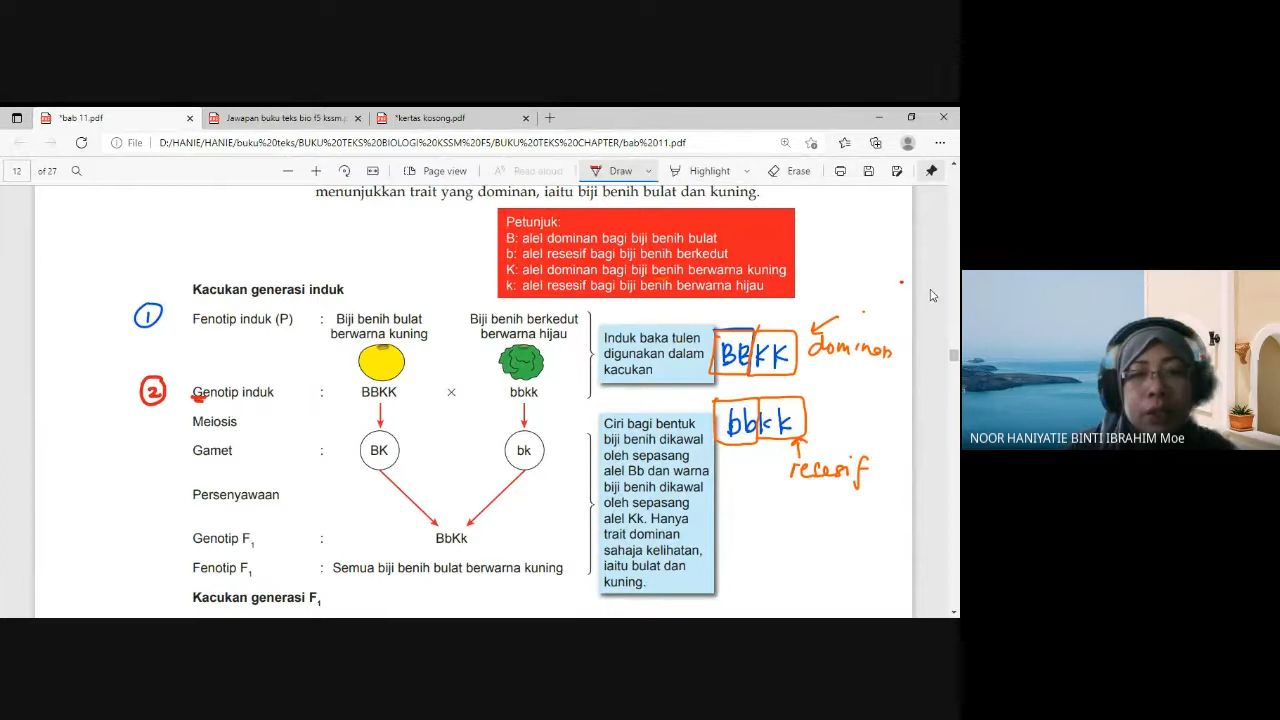 *bab 11.pdf
Jawapan buku teks bio f5 kssm.p
*kertas kosong.pdf
File
D:/HANIE/HANIE/buku%20teks/BUKU%20TEKS%20BIOLOGI%20KSSM%20F5/BUKU%20TEKS%20CHAPTER/bab%2011.pdf
12 of 27
Page view
Read aloud
Draw
Highlight
Erase
menunjukkan trait yang dominan, iaitu biji benih bulat dan kuning.
Petunjuk:
B: alel dominan bagi biji benih bulat
b: alel resesif bagi biji benih berkedut
K: alel dominan bagi biji benih berwarna kuning
k: alel resesif bagi biji benih berwarna hijau
Kacukan generasi induk
1
Fenotip induk (P) : Biji benih bulat berwarna kuning
Biji benih berkedut berwarna hijau
Induk baka tulen
digunakan dalam
kacukan
BBKK
dominan
2
Genotip induk : BBKK × bbkk
bbkk
resesif
Meiosis
Gamet : BK bk
Persenyawaan
Genotip F1 : BbKk
Fenotip F1 : Semua biji benih bulat berwarna kuning
Ciri bagi bentuk
biji benih dikawal
oleh sepasang
alel Bb dan warna
biji benih dikawal
oleh sepasang
alel Kk. Hanya
trait dominan
sahaja kelihatan,
iaitu bulat dan
kuning.
Kacukan generasi F1
NOOR HANIYATIE BINTI IBRAHIM Moe